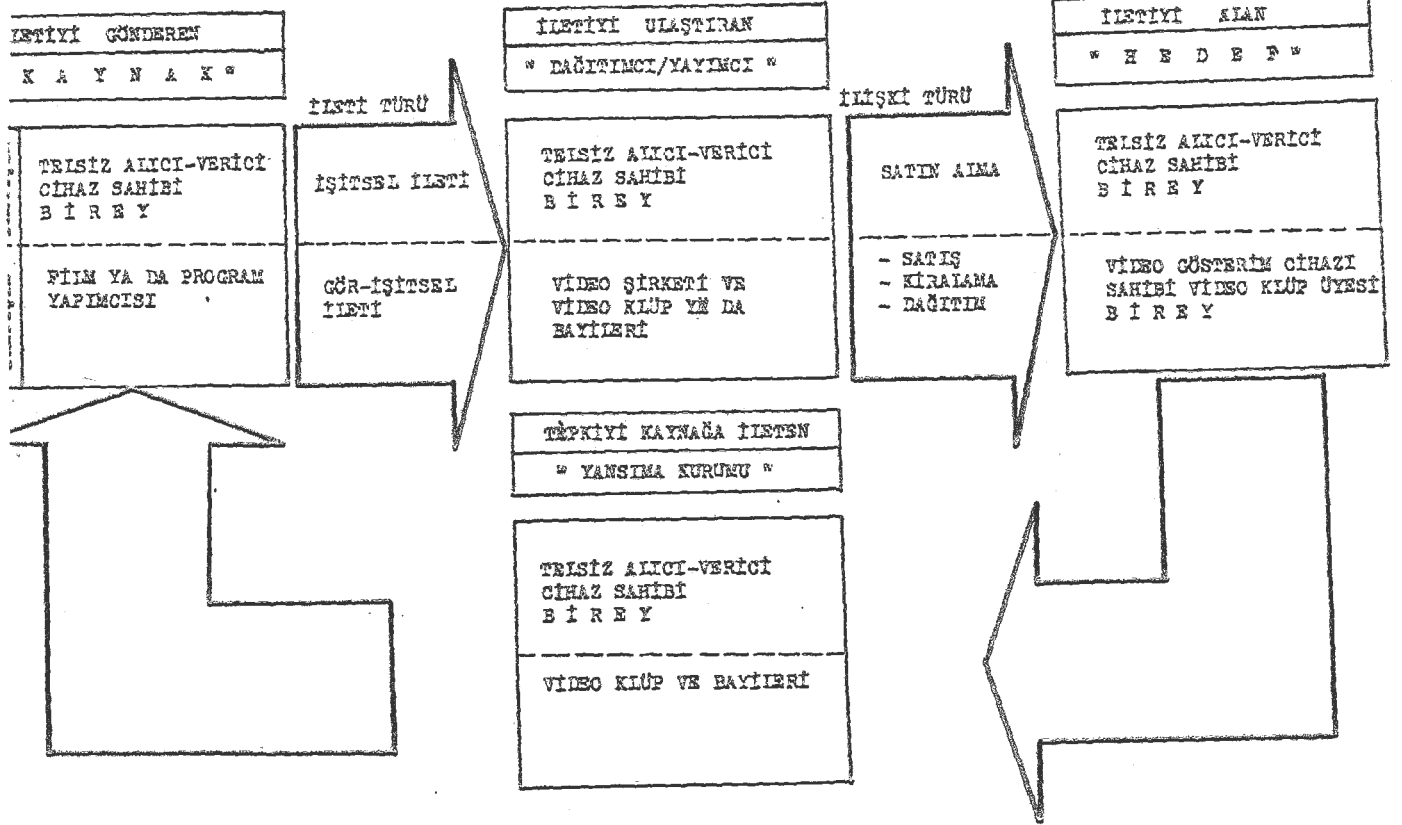 İLETİYİ GÖNDEREN
K A Y N A K"
İLETİ TÜRÜ
İLETİYİ ULAŞTIRAN
" DAĞITIMCI/YAYIMCI "
İLİŞKİ TÜRÜ
İLETİYİ ALAN
" H E D E F "
TELSİZ ALICI-VERİCİ
CİHAZ SAHİBİ
B İ R E Y
FİLM YA DA PROGRAM
YAPIMCISI
İŞİTSEL İLETİ
GÖR-İŞİTSEL
İLETİ
TELSİZ ALICI-VERİCİ
CİHAZ SAHİBİ
B İ R E Y
VİDEO ŞİRKETİ VE
VİDEO KLÜP YE DA
BAYİLERİ
SATIN ALMA
- SATIŞ
- KİRALAMA
- DAĞITIM
TELSİZ ALICI-VERİCİ
CİHAZ SAHİBİ
B İ R E Y
VİDEO GÖSTERİM CİHAZI
SAHİBİ VİDEO KLÜP ÜYESİ
B İ R E Y
TEPKİYİ KAYNAĞA İLETEN
" YANSIMA KURUMU "
TELSİZ ALICI-VERİCİ
CİHAZ SAHİBİ
B İ R E Y
VİDEO KLÜP VE BAYİLERİ